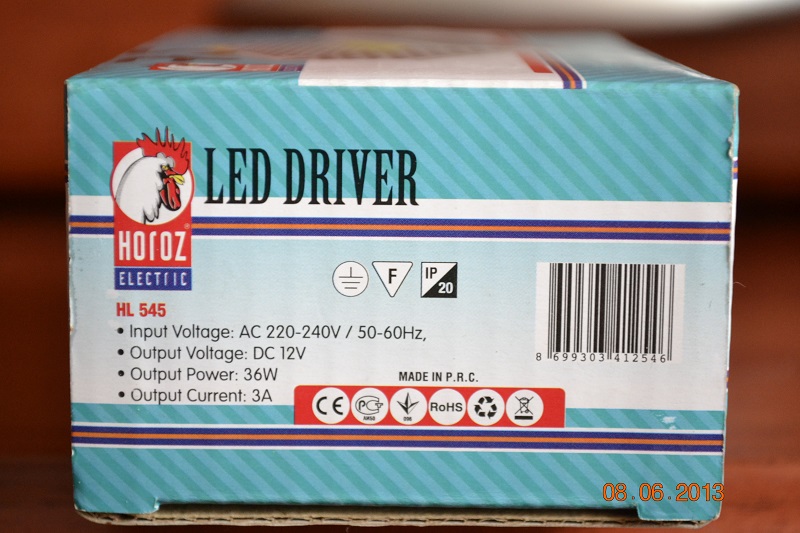 LED DRIVER
HOROZ
ELECTRIC
F
IP
20
HL 545
• Input Voltage: AC 220-240V / 50-60Hz,
• Output Voltage: DC 12V
• Output Power: 36W
• Output Current: 3A
8 699303 412546
MADE IN P.R.C.
CE
RoHS
08.06.2013